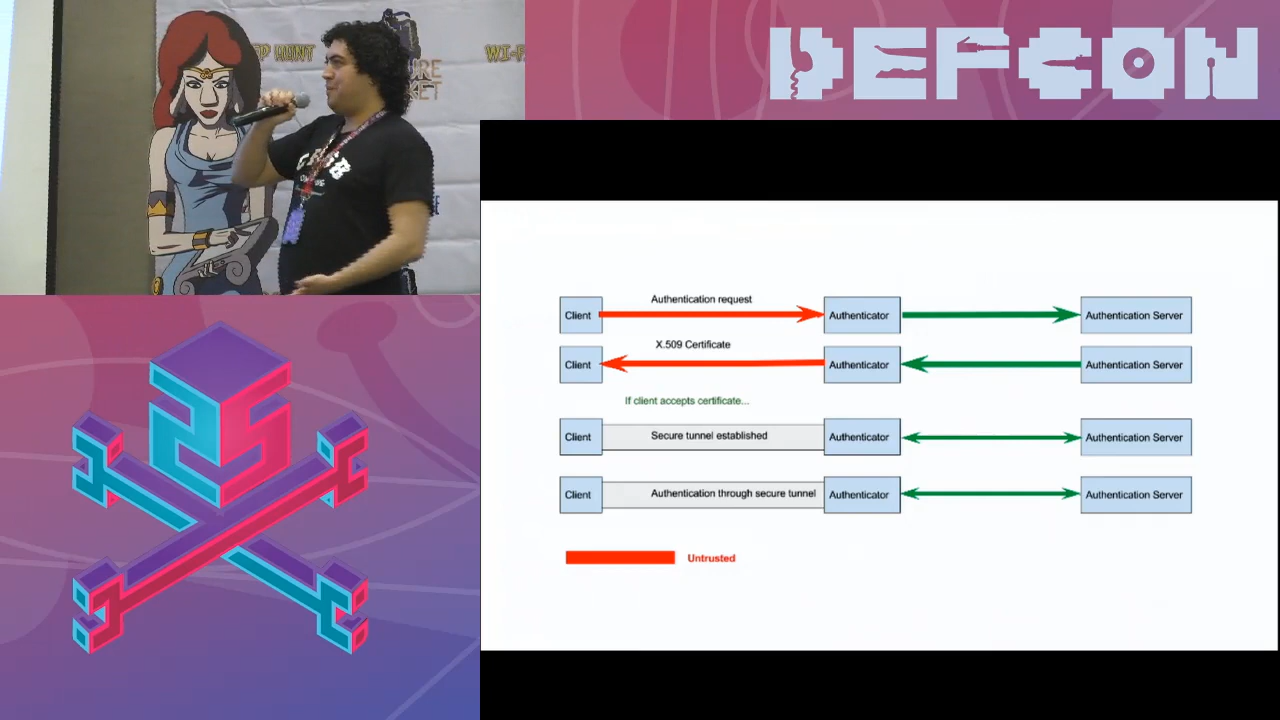 DEFCON
WI-F
Authentication request
Client
Authenticator
Authentication Server
X.509 Certificate
Client
Authenticator
Authentication Server
If client accepts certificate...
Client
Secure tunnel established
Authenticator
Authentication Server
Client
Authentication through secure tunnel
Authenticator
Authentication Server
Untrusted